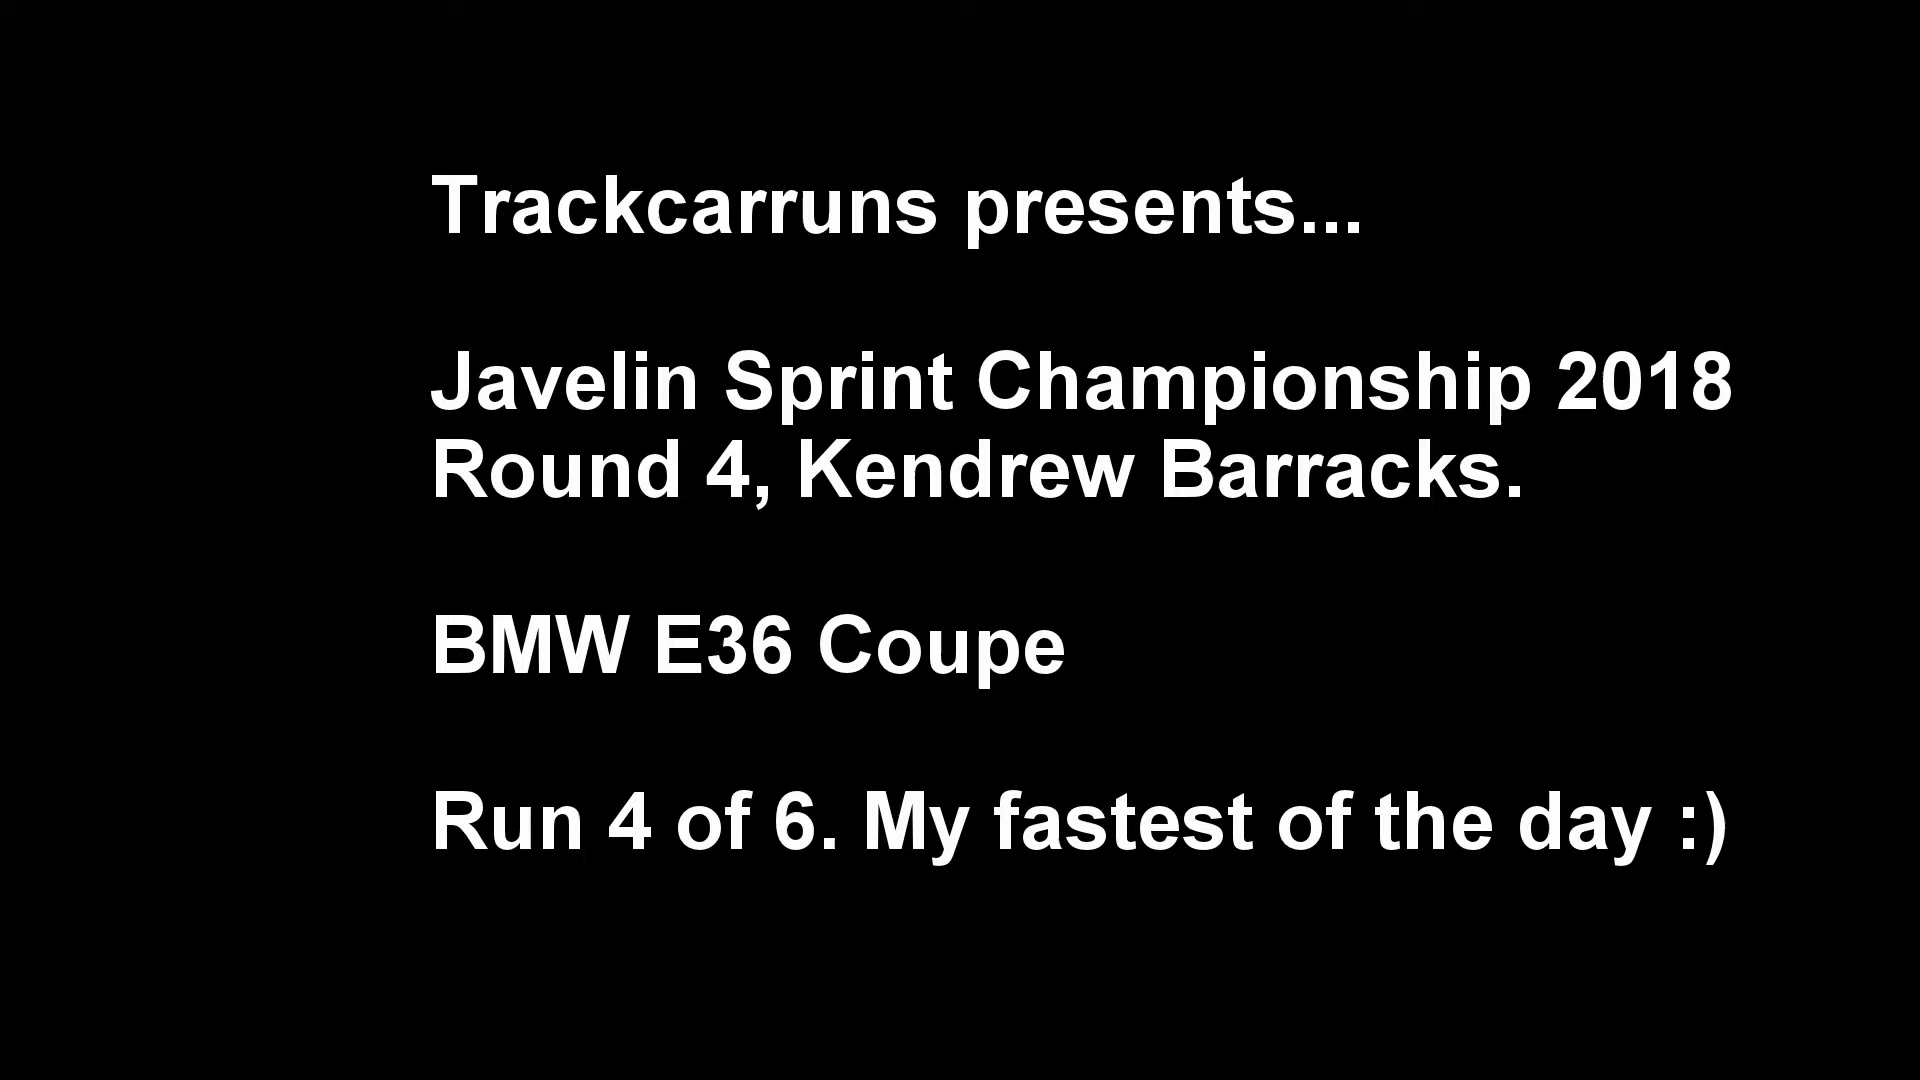 Trackcarruns presents...
Javelin Sprint Championship 2018
Round 4, Kendrew Barracks.
BMW E36 Coupe
Run 4 of 6. My fastest of the day :)